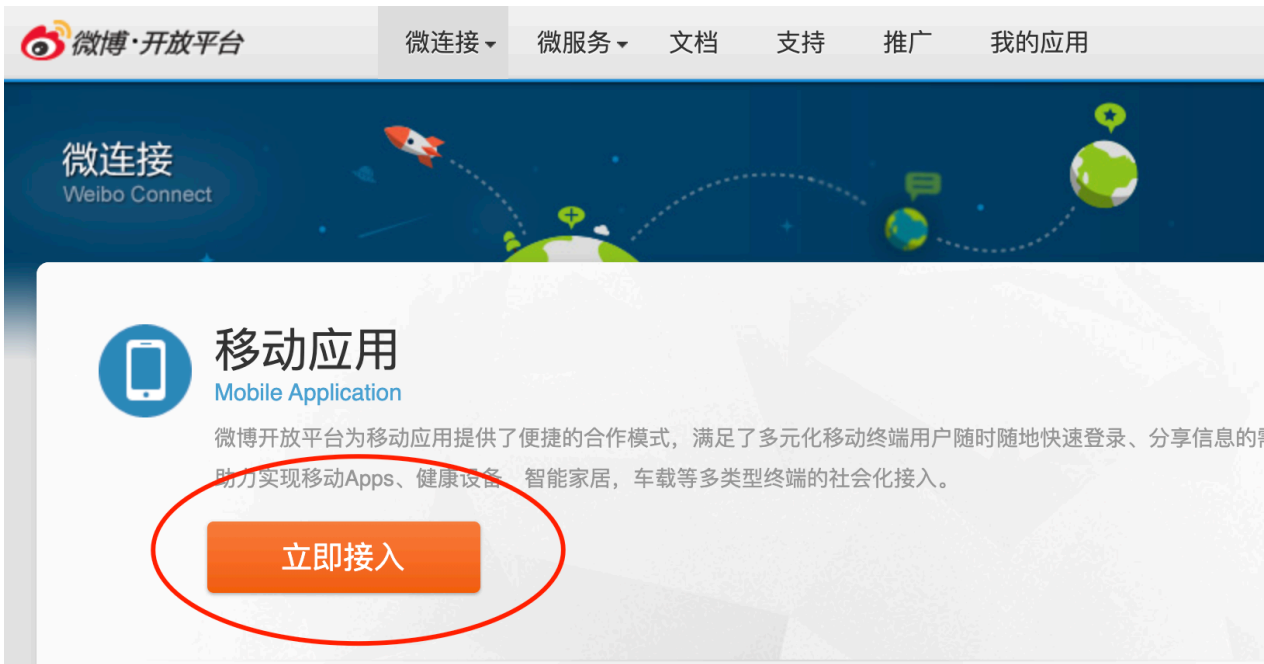 微博·开放平台 微连接 微服务 文档 支持 推广 我的应用
微连接
Weibo Connect
移动应用
Mobile Application
微博开放平台为移动应用提供了便捷的合作模式，满足了多元化移动终端用户随时随地快速登录、分享信息的
助力实现移动Apps、健康设备、智能家居，车载等多类型终端的社会化接入。
立即接入